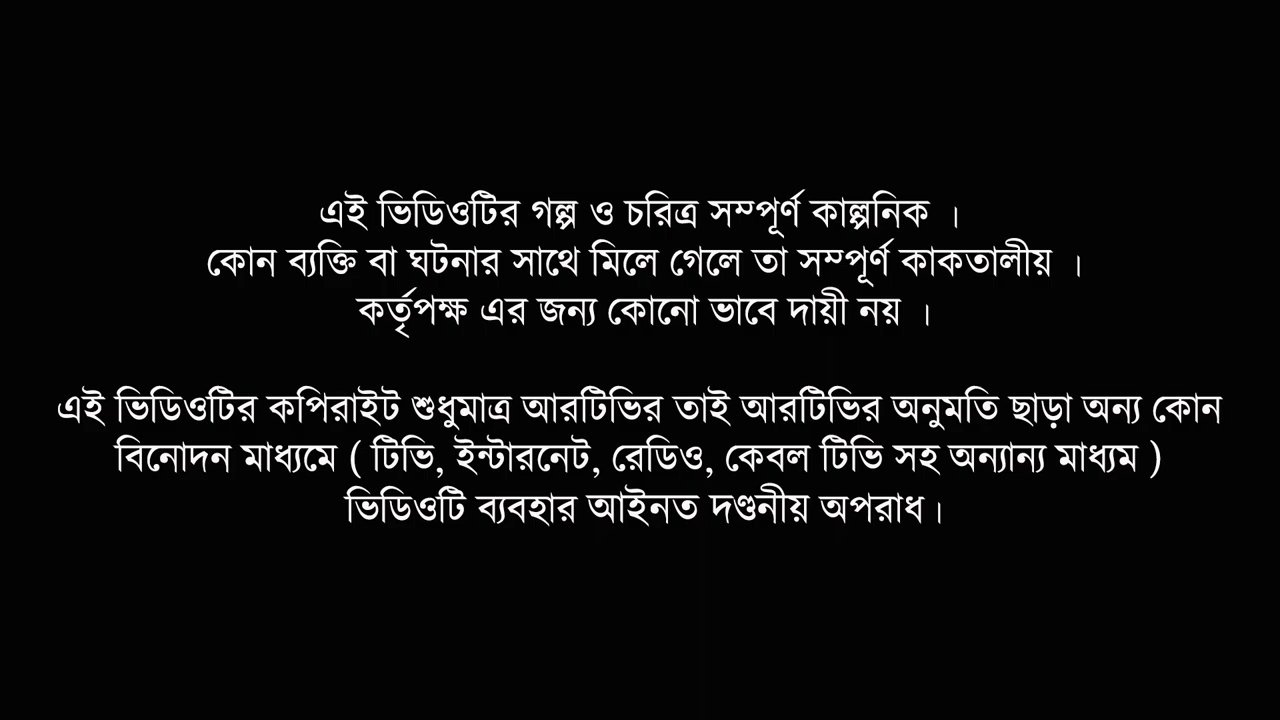 এই ভিডিওটির গল্প ও চরিত্র সম্পূর্ণ কাল্পনিক ।
কোন ব্যক্তি বা ঘটনার সাথে মিলে গেলে তা সম্পূর্ণ কাকতালীয় ।
কর্তৃপক্ষ এর জন্য কোনো ভাবে দায়ী নয় ।
এই ভিডিওটির কপিরাইট শুধুমাত্র আরটিভির তাই আরটিভির অনুমতি ছাড়া অন্য কোন
বিনোদন মাধ্যমে ( টিভি, ইন্টারনেট, রেডিও, কেবল টিভি সহ অন্যান্য মাধ্যম )
ভিডিওটি ব্যবহার আইনত দণ্ডনীয় অপরাধ।